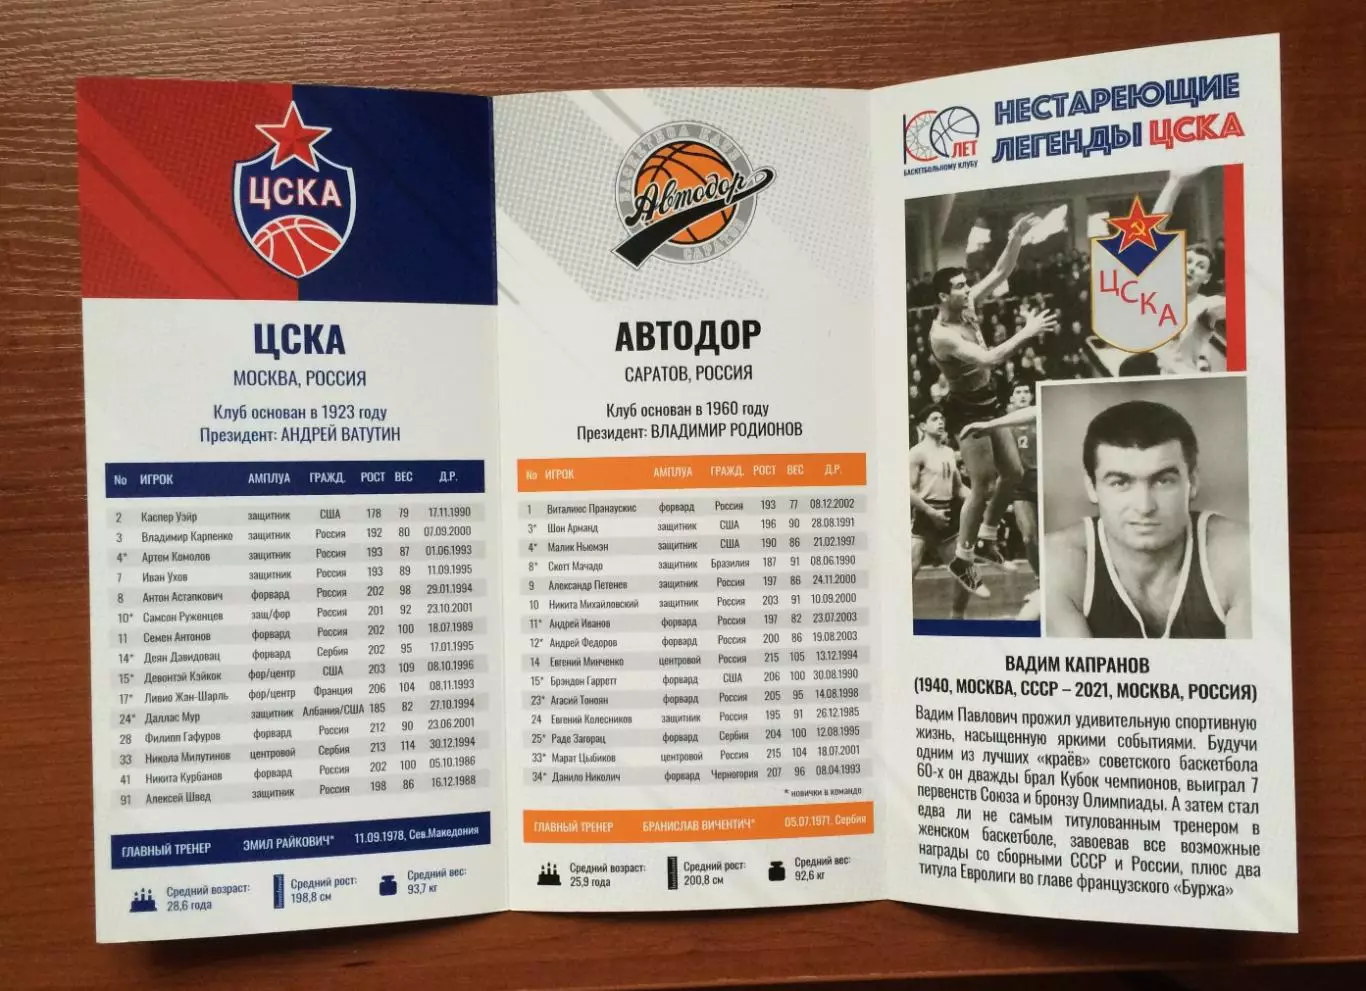 ЦСКА
ЦСКА
МОСКВА, РОССИЯ
Клуб основан в 1923 году
Президент: АНДРЕЙ ВАТУТИН
№ ИГРОК АМПЛУА ГРАЖД. РОСТ ВЕС Д.Р.
2 Каспер Уэйр защитник США 178 79 17.11.1990
3 Владимир Карпенко защитник Россия 192 80 07.09.2000
4* Артем Комолов защитник Россия 193 87 01.06.1993
7 Иван Ухов защитник Россия 193 89 11.09.1995
8 Антон Астапкович форвард Россия 202 98 29.01.1994
10* Самсон Руженцев защ/фор Россия 201 92 23.10.2001
11 Семен Антонов форвард Россия 202 100 18.07.1989
14* Деян Давидовац форвард Сербия 202 95 17.01.1995
15* Девонтэй Кэйкок фор/центр США 203 109 08.10.1996
17* Ливио Жан-Шарль фор/центр Франция 206 104 08.11.1993
24* Даллас Мур защитник Албания/США 185 82 27.10.1994
28 Филипп Гафуров форвард Россия 212 90 23.06.2001
33 Никола Милутинов центровой Сербия 213 114 30.12.1994
41 Никита Курбанов форвард Россия 202 100 05.10.1986
91 Алексей Швед защитник Россия 198 86 16.12.1988
ГЛАВНЫЙ ТРЕНЕР ЭМИЛ РАЙКОВИЧ* 11.09.1978, Сев.Македония
Средний возраст: 28,6 года
Средний рост: 198,8 см
Средний вес: 93,7 кг
БАСКЕТБОЛ КЛУБ
Автодор
САРАТОВ
АВТОДОР
САРАТОВ, РОССИЯ
Клуб основан в 1960 году
Президент: ВЛАДИМИР РОДИОНОВ
№ ИГРОК АМПЛУА ГРАЖД. РОСТ ВЕС Д.Р.
1 Виталиюс Пранаускис форвард Россия 193 77 08.12.2002
3* Шон Арманд защитник США 196 90 28.08.1991
4* Малик Ньюмэн защитник США 190 86 21.02.1997
8* Скотт Мачадо защитник Бразилия 187 91 08.06.1990
9 Александр Петенев защитник Россия 197 86 24.11.2000
10 Никита Михайловский защитник Россия 203 91 10.09.2000
11* Андрей Иванов форвард Россия 197 82 23.07.2003
12* Андрей Федоров форвард Россия 200 86 19.08.2003
14 Евгений Минченко центровой Россия 215 105 13.12.1994
15* Брэндон Гарретт форвард США 206 100 30.08.1990
23* Агасий Тоноян форвард Россия 205 95 14.08.1998
24 Евгений Колесников защитник Россия 195 91 26.12.1985
25* Раде Загорац форвард Сербия 204 100 12.08.1995
33* Марат Цыбиков центровой Россия 215 104 18.07.2001
34* Данило Николич форвард Черногория 207 96 08.04.1993
* новички в команде
ГЛАВНЫЙ ТРЕНЕР БРАНИСЛАВ ВИЧЕНТИЧ* 05.07.1971, Сербия
Средний возраст: 25,9 года
Средний рост: 200,8 см
Средний вес: 92,6 кг
100 ЛЕТ
БАСКЕТБОЛЬНОМУ КЛУБУ
НЕСТАРЕЮЩИЕ
ЛЕГЕНДЫ ЦСКА
ЦСКА
ВАДИМ КАПРАНОВ
(1940, МОСКВА, СССР – 2021, МОСКВА, РОССИЯ)
Вадим Павлович прожил удивительную спортивную
жизнь, насыщенную яркими событиями. Будучи
одним из лучших «краёв» советского баскетбола
60-х он дважды брал Кубок чемпионов, выиграл 7
первенств Союза и бронзу Олимпиады. А затем стал
едва ли не самым титулованным тренером в
женском баскетболе, завоевав все возможные
награды со сборными СССР и России, плюс два
титула Евролиги во главе французского «Буржа»